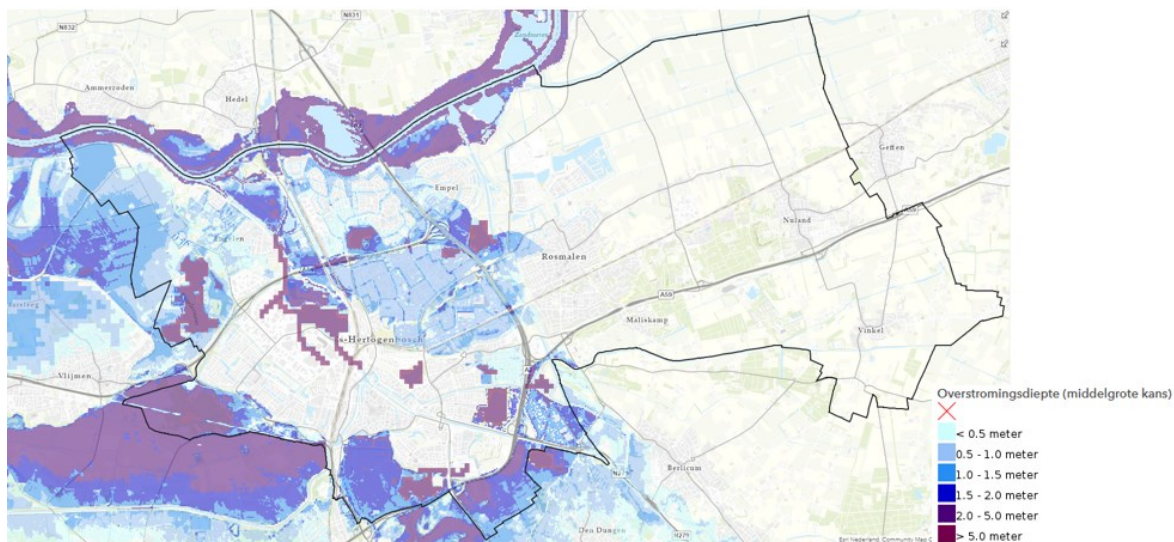 N832
N831
Zandmeren
Ammerzoden
Hedel
Geffen
Empel
Nuland
Engelen
Rosmalen
A59
Maliskamp
s-Hertogenbosch
Vinkel
Vlijmen
Berlicum
Den Dungen
N279
Esri Nederland, Community Map C
Overstromingsdiepte (middelgrote kans)
< 0.5 meter
0.5 - 1.0 meter
1.0 - 1.5 meter
1.5 - 2.0 meter
2.0 - 5.0 meter
> 5.0 meter